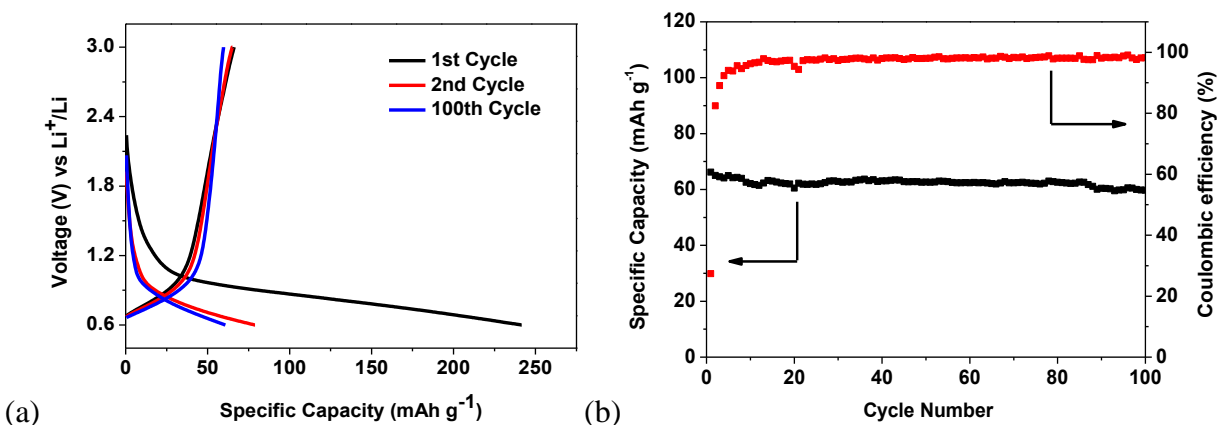 Voltage (V) vs Li⁺/Li
3.0
2.4
1.8
1.2
0.6
1st Cycle
2nd Cycle
100th Cycle
0 50 100 150 200 250
Specific Capacity (mAh g⁻¹)
(a)
Specific Capacity (mAh g⁻¹)
120
100
80
60
40
20
0
100
80
60
40
20
0
Coulombic efficiency (%)
0 20 40 60 80 100
Cycle Number
(b)